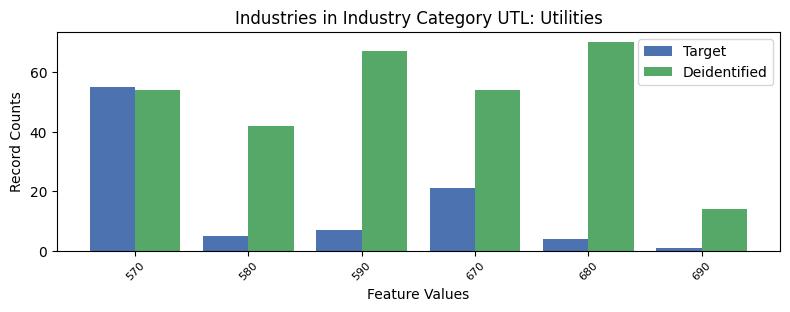 Industries in Industry Category UTL: Utilities
Target
Deidentified
Record Counts
60
40
20
0
570 580 590 670 680 690
Feature Values